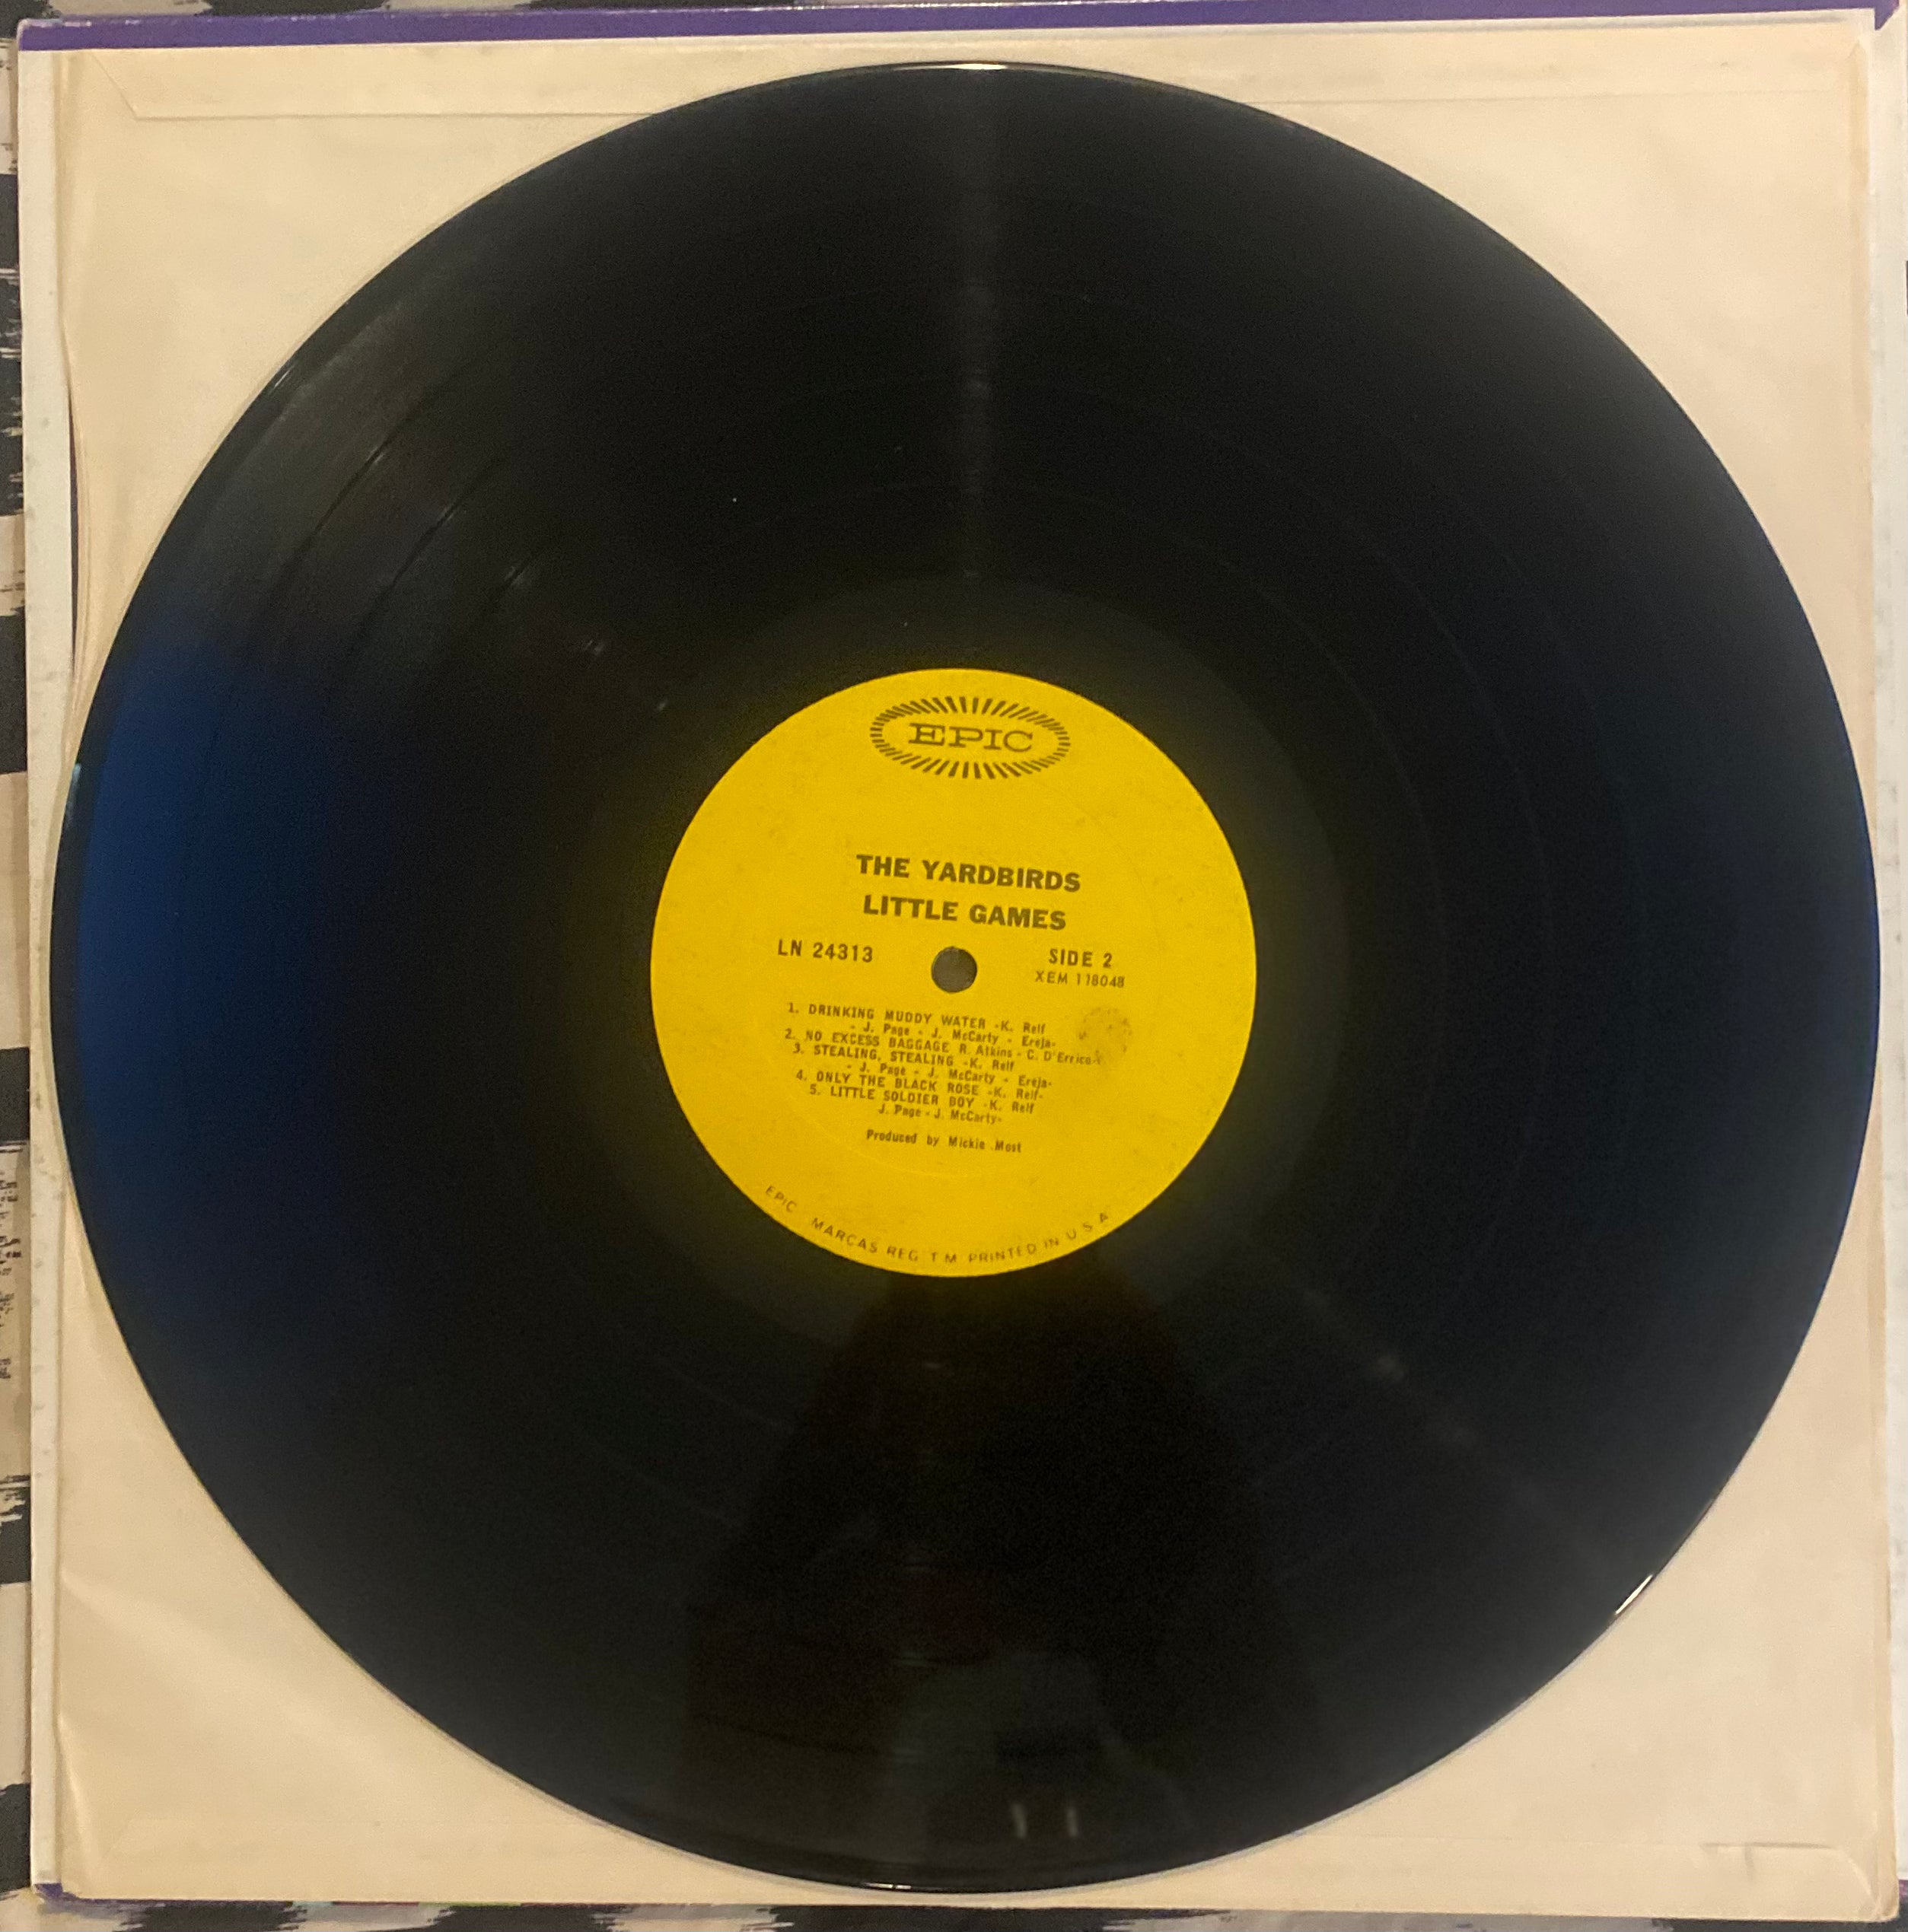 EPIC
THE YARDBIRDS
LITTLE GAMES
LN 24313
SIDE 2
XEM 118048
1. DRINKING MUDDY WATER -K. Relf
- J. Page - J. McCarty - Ereja-
2. NO EXCESS BAGGAGE R. Atkins - C. D'Errico-
3. STEALING, STEALING -K. Relf
- J. Page - J. McCarty - Ereja-
4. ONLY THE BLACK ROSE -K. Relf-
5. LITTLE SOLDIER BOY -K. Relf
J. Page - J. McCarty-
Produced by Mickie Most
EPIC MARCAS REG T M PRINTED IN U S A